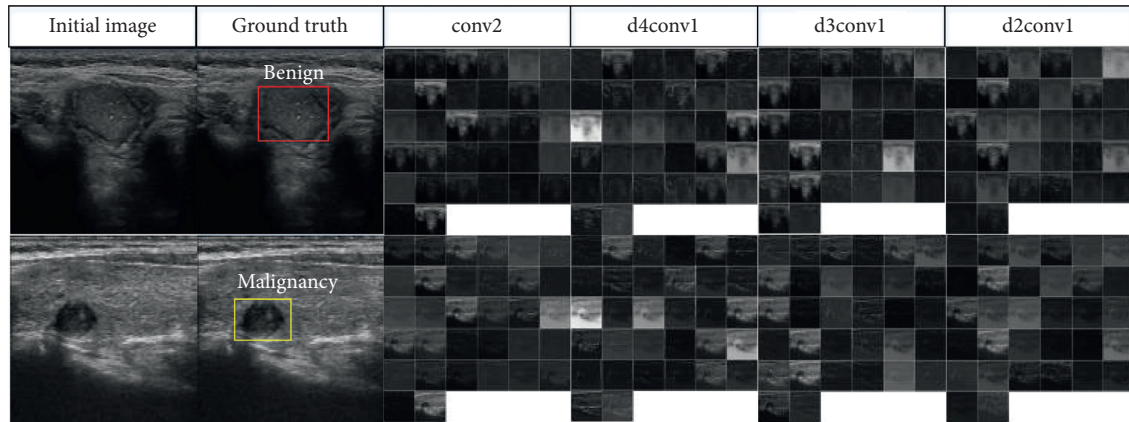 Initial image
Ground truth
conv2
d4conv1
d3conv1
d2conv1
Benign
Malignancy